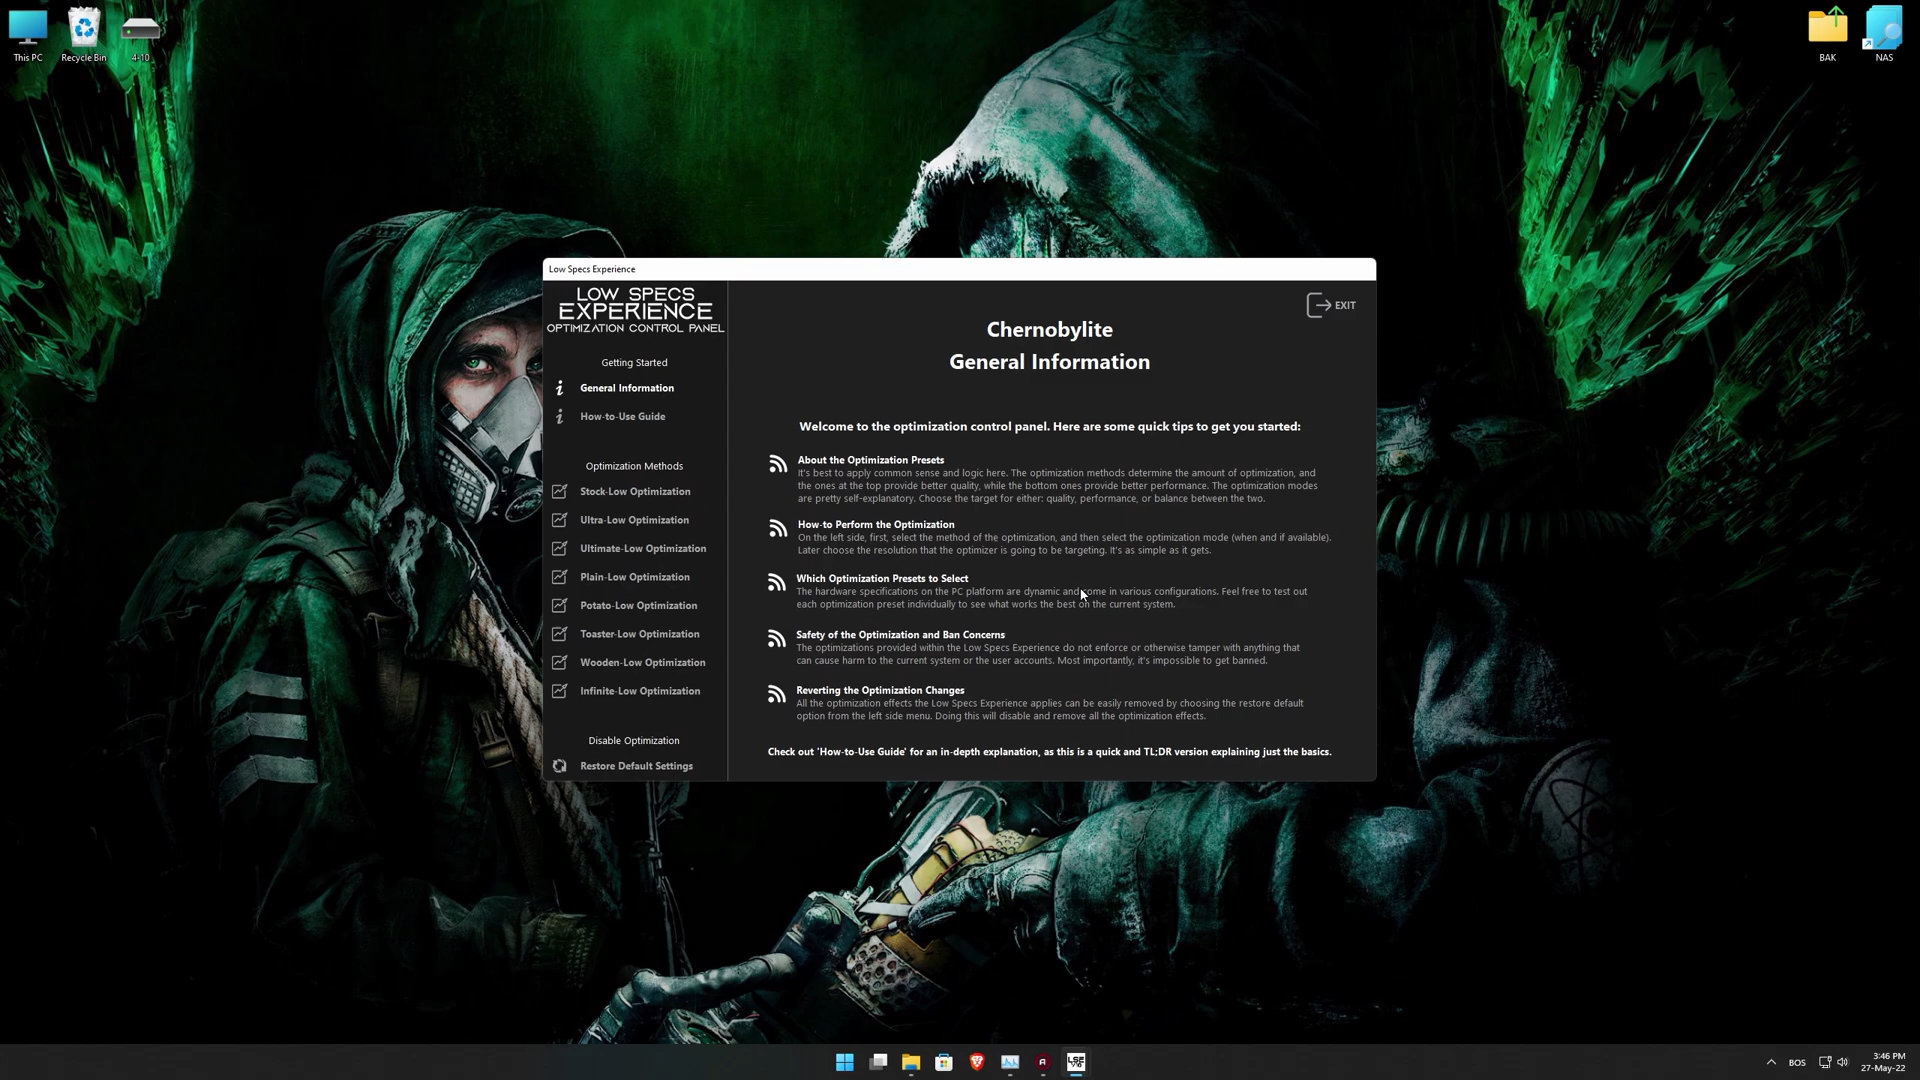 This PC
Recycle Bin
4-10
BAK
NAS
Low Specs Experience
LOW SPECS
EXPERIENCE
OPTIMIZATION CONTROL PANEL
Getting Started
General Information
How-to-Use Guide
Optimization Methods
Stock-Low Optimization
Ultra-Low Optimization
Ultimate-Low Optimization
Plain-Low Optimization
Potato-Low Optimization
Toaster-Low Optimization
Wooden-Low Optimization
Infinite-Low Optimization
Disable Optimization
Restore Default Settings
EXIT
Chernobylite
General Information
Welcome to the optimization control panel. Here are some quick tips to get you started:
About the Optimization Presets
It's best to apply common sense and logic here. The optimization methods determine the amount of optimization, and
the ones at the top provide better quality, while the bottom ones provide better performance. The optimization modes
are pretty self-explanatory. Choose the target for either: quality, performance, or balance between the two.
How-to Perform the Optimization
On the left side, first, select the method of the optimization, and then select the optimization mode (when and if available).
Later choose the resolution that the optimizer is going to be targeting. It's as simple as it gets.
Which Optimization Presets to Select
The hardware specifications on the PC platform are dynamic and come in various configurations. Feel free to test out
each optimization preset individually to see what works the best on the current system.
Safety of the Optimization and Ban Concerns
The optimizations provided within the Low Specs Experience do not enforce or otherwise tamper with anything that
can cause harm to the current system or the user accounts. Most importantly, it's impossible to get banned.
Reverting the Optimization Changes
All the optimization effects the Low Specs Experience applies can be easily removed by choosing the restore default
option from the left side menu. Doing this will disable and remove all the optimization effects.
Check out 'How-to-Use Guide' for an in-depth explanation, as this is a quick and TL;DR version explaining just the basics.
BOS
3:46 PM
27-May-22